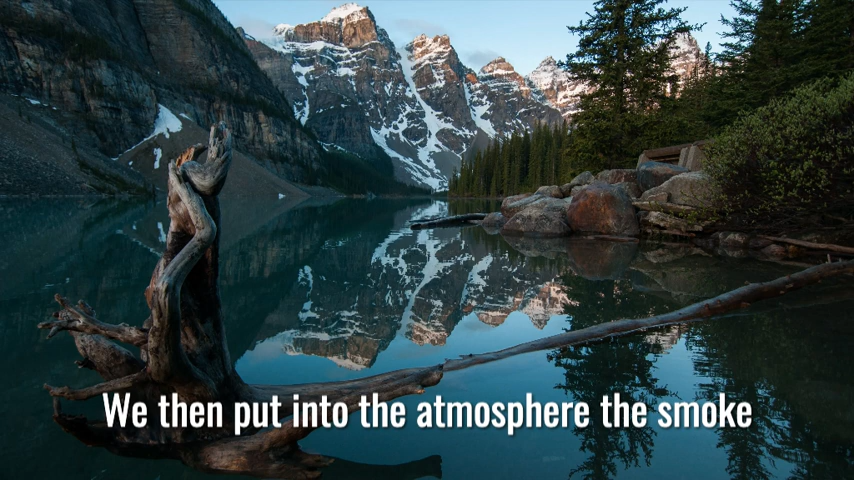 We then put into the atmosphere the smoke